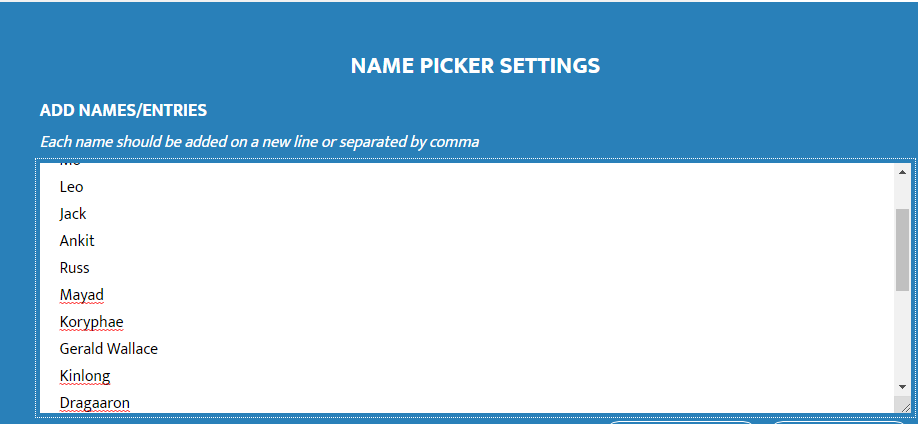 NAME PICKER SETTINGS
ADD NAMES/ENTRIES
Each name should be added on a new line or separated by comma
Leo
Jack
Ankit
Russ
Mayad
Koryphae
Gerald Wallace
Kinlong
Dragaaron